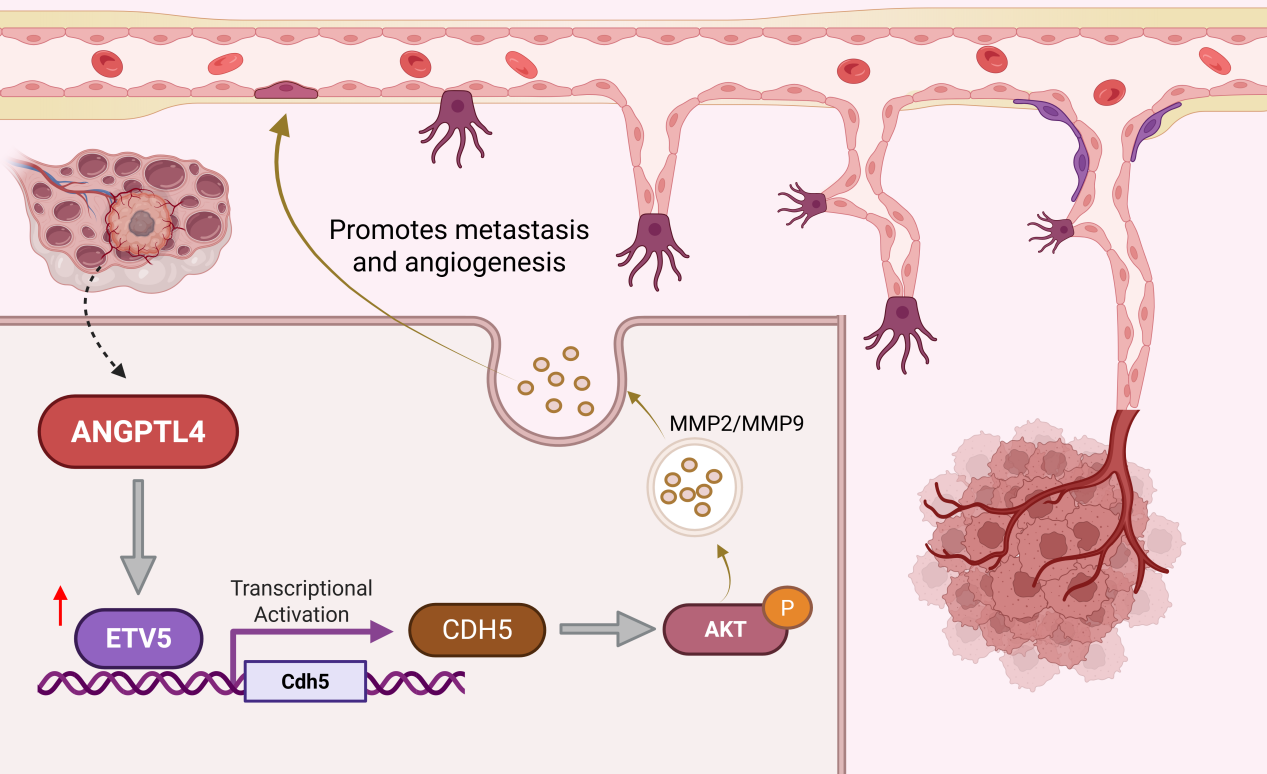 Promotes metastasis
and angiogenesis
ANGPTL4
MMP2/MMP9
Transcriptional
Activation
ETV5
CDH5
AKT
P
Cdh5